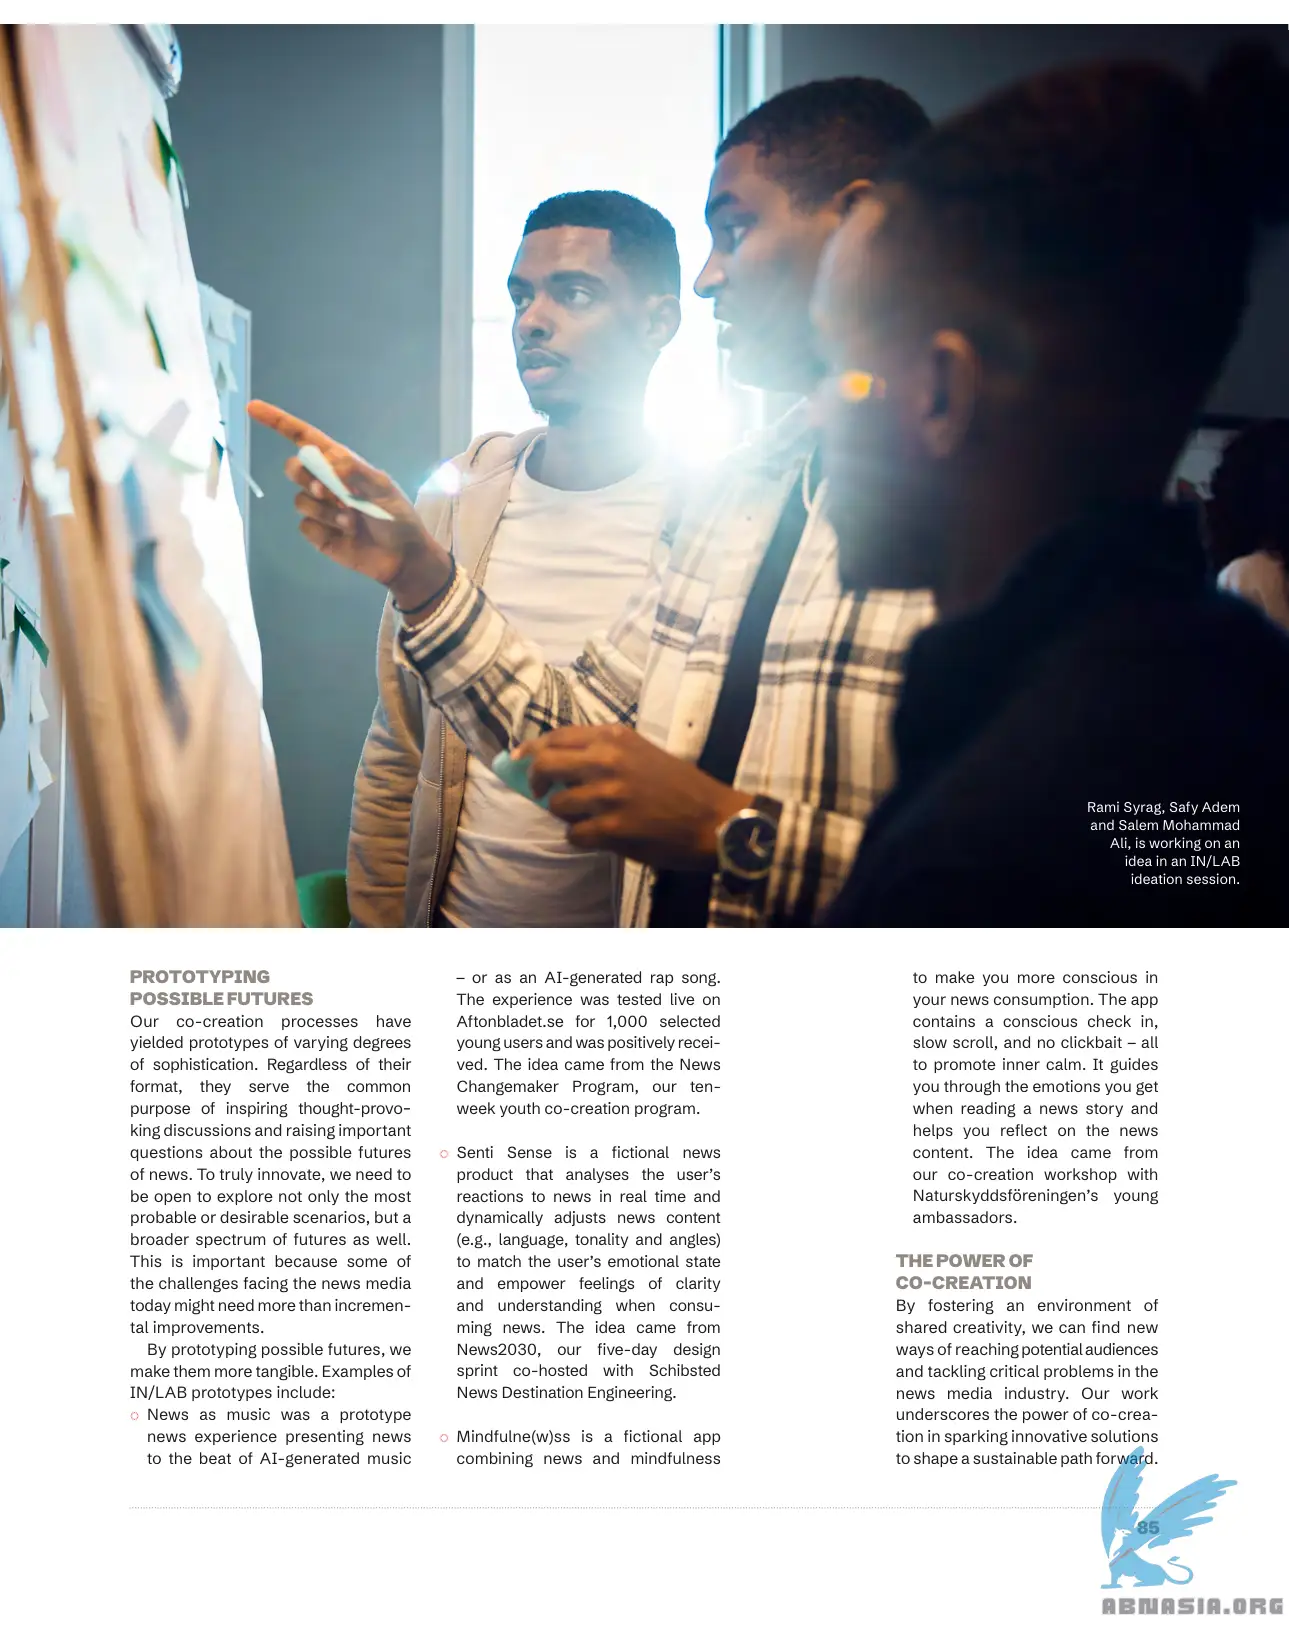 Rami Syrag, Safy Adem
and Salem Mohammad
Ali, is working on an
idea in an IN/LAB
ideation session.
PROTOTYPING
POSSIBLE FUTURES
Our co-creation processes have
yielded prototypes of varying degrees
of sophistication. Regardless of their
format, they serve the common
purpose of inspiring thought-provo-
king discussions and raising important
questions about the possible futures
of news. To truly innovate, we need to
be open to explore not only the most
probable or desirable scenarios, but a
broader spectrum of futures as well.
This is important because some of
the challenges facing the news media
today might need more than incremen-
tal improvements.
By prototyping possible futures, we
make them more tangible. Examples of
IN/LAB prototypes include:
News as music was a prototype
news experience presenting news
to the beat of AI-generated music
– or as an AI-generated rap song.
The experience was tested live on
Aftonbladet.se for 1,000 selected
young users and was positively recei-
ved. The idea came from the News
Changemaker Program, our ten-
week youth co-creation program.
Senti Sense is a fictional news
product that analyses the user’s
reactions to news in real time and
dynamically adjusts news content
(e.g., language, tonality and angles)
to match the user’s emotional state
and empower feelings of clarity
and understanding when consu-
ming news. The idea came from
News2030, our five-day design
sprint co-hosted with Schibsted
News Destination Engineering.
Mindfulne(w)ss is a fictional app
combining news and mindfulness
to make you more conscious in
your news consumption. The app
contains a conscious check in,
slow scroll, and no clickbait – all
to promote inner calm. It guides
you through the emotions you get
when reading a news story and
helps you reflect on the news
content. The idea came from
our co-creation workshop with
Naturskyddsföreningen’s young
ambassadors.
THE POWER OF
CO-CREATION
By fostering an environment of
shared creativity, we can find new
ways of reaching potential audiences
and tackling critical problems in the
news media industry. Our work
underscores the power of co-crea-
tion in sparking innovative solutions
to shape a sustainable path forward.
85
ABNASIA.ORG